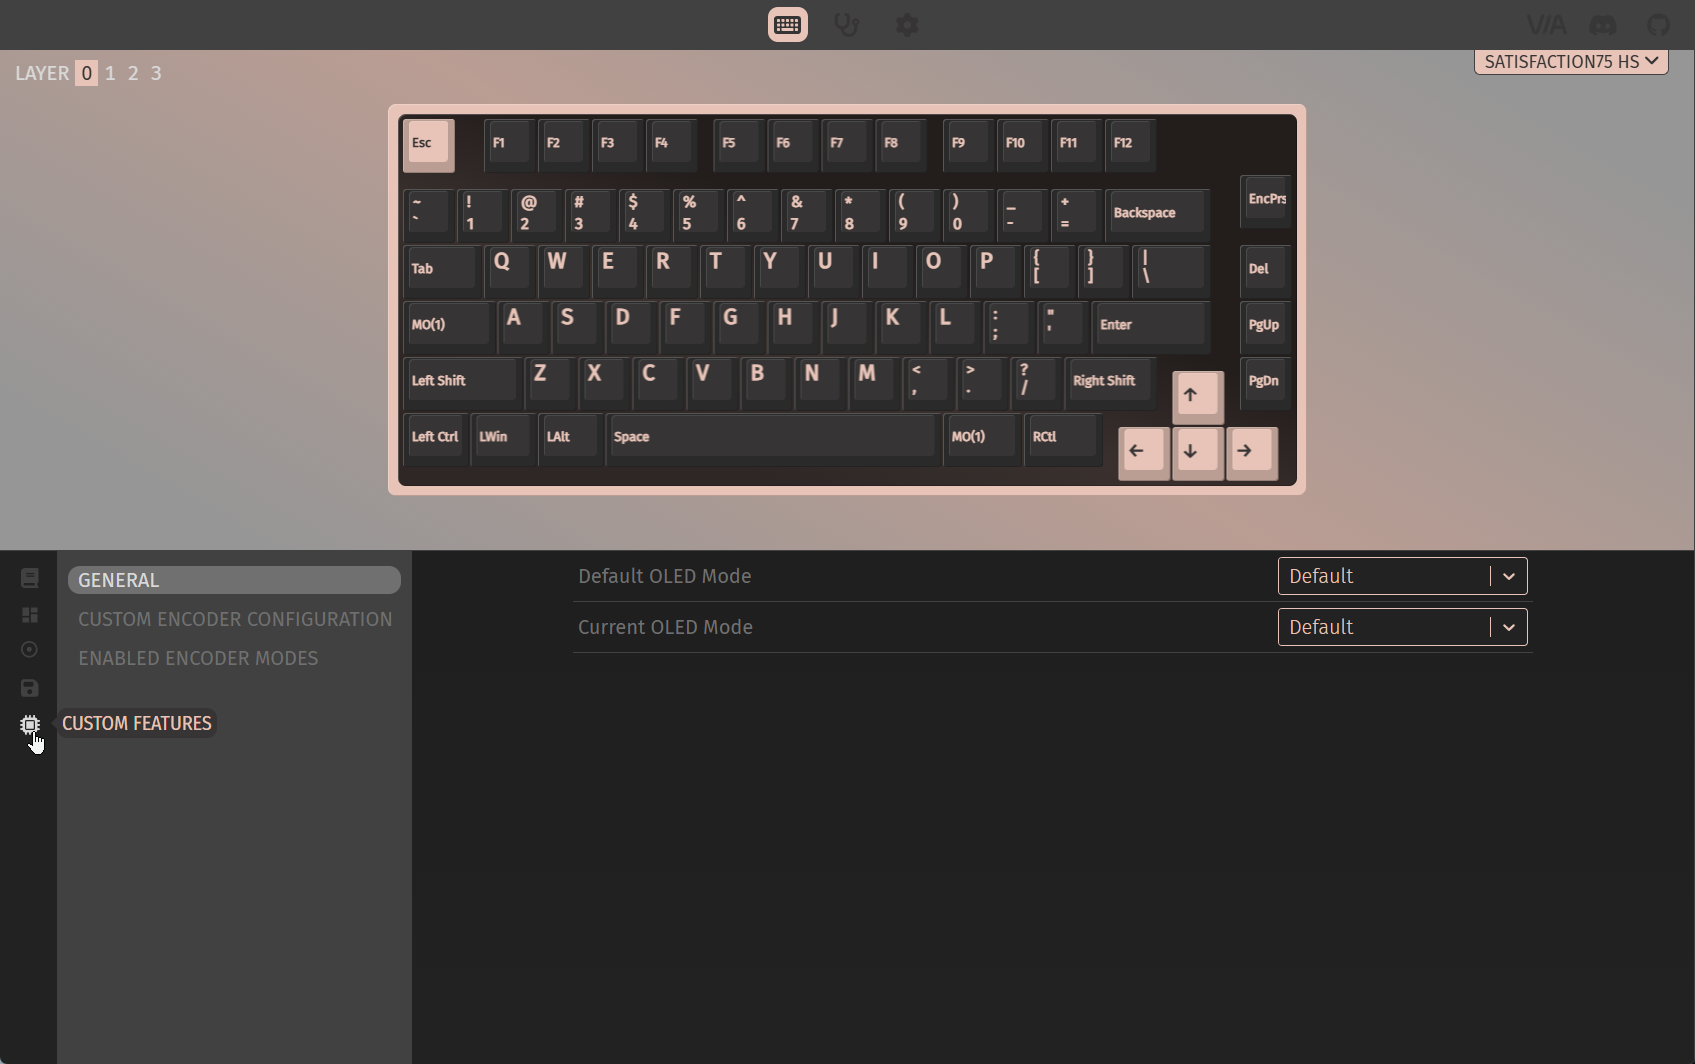 VIA
LAYER 0 1 2 3
SATISFACTION75 HS
Esc F1 F2 F3 F4 F5 F6 F7 F8 F9 F10 F11 F12
~ ! @ # $ % ^ & * ( ) _ +
` 1 2 3 4 5 6 7 8 9 0 - = Backspace EncPrs
Tab Q W E R T Y U I O P { } | Del
[ ] \
MO(1) A S D F G H J K L : " Enter PgUp
; '
Left Shift Z X C V B N M < > ? Right Shift ↑ PgDn
, . /
Left Ctrl LWin LAlt Space MO(1) RCtl ← ↓ →
GENERAL
CUSTOM ENCODER CONFIGURATION
ENABLED ENCODER MODES
CUSTOM FEATURES
Default OLED Mode Default
Current OLED Mode Default